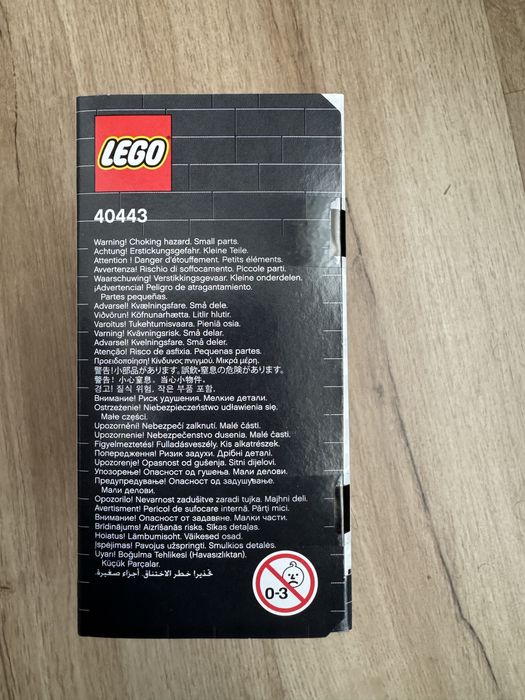 LEGO
40443
Warning! Choking hazard. Small parts.
Achtung! Erstickungsgefahr. Kleine Teile.
Attention ! Danger d'étouffement. Petits éléments.
Avvertenza! Rischio di soffocamento. Piccole parti.
Waarschuwing! Verstikkingsgevaar. Kleine onderdelen.
¡Advertencia! Peligro de atragantamiento.
Partes pequeñas.
Advarsel! Kvælningsfare. Små dele.
Viðvörun! Köfnunarhætta. Litlir hlutir.
Varoitus! Tukehtumisvaara. Pieniä osia.
Varning! Kvävningsrisk. Små delar.
Advarsel! Kvelningsfare. Små deler.
Atenção! Risco de asfixia. Pequenas partes.
Προειδοποίηση! Κίνδυνος πνιγμού. Μικρά μέρη.
警告!小部品があります。誤飲・窒息の危険があります。
警告! 小心窒息。当心小物件。
경고! 질식 위험. 작은 부품 포함.
Внимание! Риск удушения. Мелкие детали.
Ostrzeżenie! Niebezpieczeństwo udławienia się.
Małe części.
Upozornění! Nebezpečí zalknutí. Malé části.
Upozornenie! Nebezpečenstvo dusenia. Malé časti.
Figyelmeztetés! Fulladásveszély. Kis alkatrészek.
Попередження! Ризик задухи. Дрібні деталі.
Upozorenje! Opasnost od gušenja. Sitni dijelovi.
Упозорење! Опасност од гушења. Мали делови.
Предупредување! Опасност од задушување.
Мали делови.
Opozorilo! Nevarnost zadušitve zaradi tujka. Majhni deli.
Avertisment! Pericol de sufocare internă. Părți mici.
Внимание! Опасност от задавяне. Малки части.
Brīdinājums! Aizrīšanās risks. Sīkas detaļas.
Hoiatus! Lämbumisoht. Väikesed osad.
Įspėjimas! Pavojus užspringti. Smulkios detalės.
Uyarı! Boğulma Tehlikesi (Havasızlıktan).
Küçük Parçalar.
تحذير! خطر الاختناق. أجزاء صغيرة.
0-3